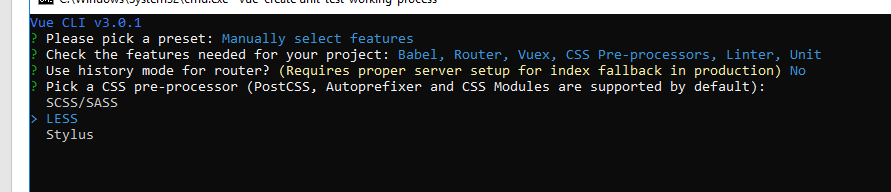 C:\Windows\System32\cmd.exe - vue create unit-test-working-process
Vue CLI v3.0.1
? Please pick a preset: Manually select features
? Check the features needed for your project: Babel, Router, Vuex, CSS Pre-processors, Linter, Unit
? Use history mode for router? (Requires proper server setup for index fallback in production) No
? Pick a CSS pre-processor (PostCSS, Autoprefixer and CSS Modules are supported by default):
SCSS/SASS
> LESS
Stylus